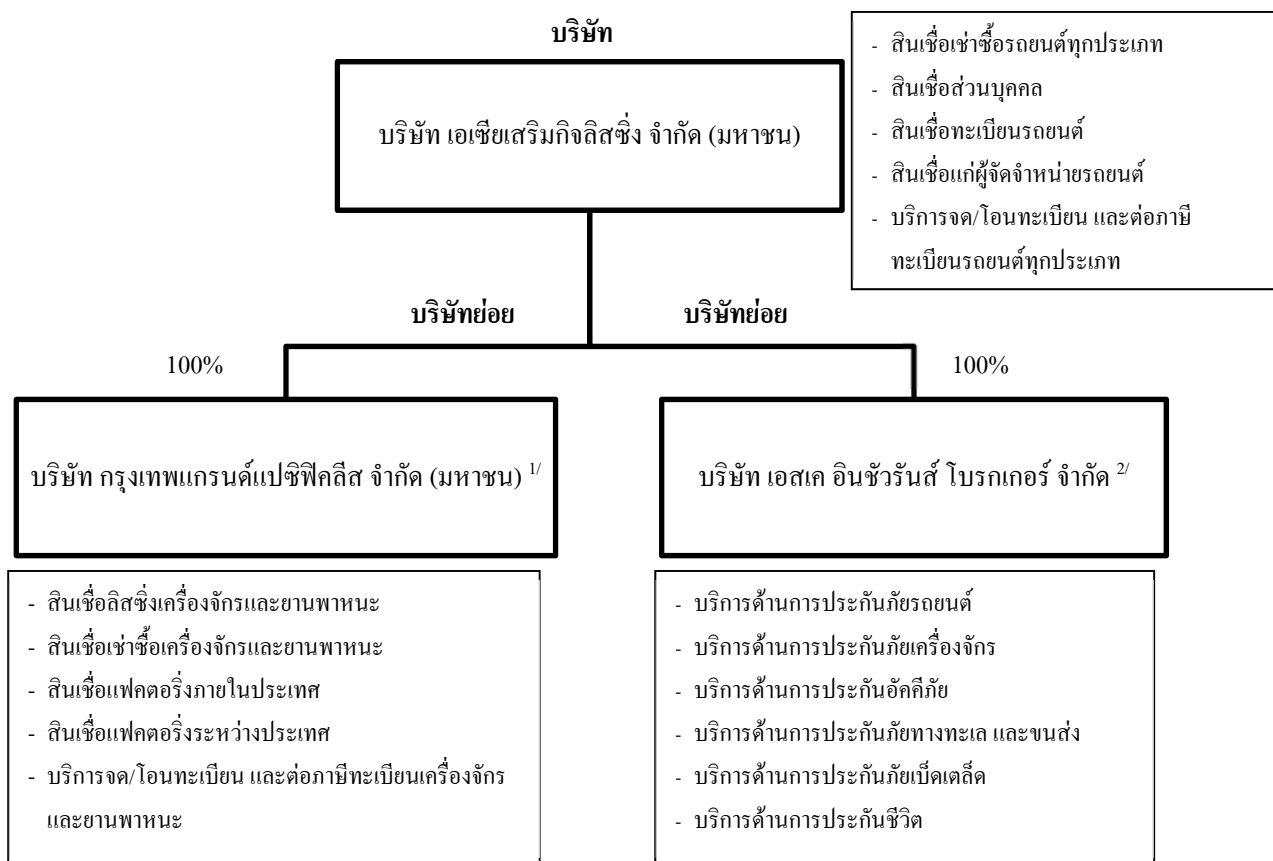 บริษัท
บริษัท เอเซียเสริมกิจลิสซิ่ง จำกัด (มหาชน)
- สินเชื่อเช่าซื้อรถยนต์ทุกประเภท
- สินเชื่อส่วนบุคคล
- สินเชื่อทะเบียนรถยนต์
- สินเชื่อแก่ผู้จัดจำหน่ายรถยนต์
- บริการจด/โอนทะเบียน และต่อภาษี
ทะเบียนรถยนต์ทุกประเภท
บริษัทย่อย
บริษัทย่อย
100%
100%
บริษัท กรุงเทพแกรนด์แปซิฟิคลีส จำกัด (มหาชน) 1/
บริษัท เอสเค อินชัวรันส์ โบรกเกอร์ จำกัด 2/
- สินเชื่อลิสซิ่งเครื่องจักรและยานพาหนะ
- สินเชื่อเช่าซื้อเครื่องจักรและยานพาหนะ
- สินเชื่อแฟคตอริ่งภายในประเทศ
- สินเชื่อแฟคตอริ่งระหว่างประเทศ
- บริการจด/โอนทะเบียน และต่อภาษีทะเบียนเครื่องจักร
และยานพาหนะ
- บริการด้านการประกันภัยรถยนต์
- บริการด้านการประกันภัยเครื่องจักร
- บริการด้านการประกันอัคคีภัย
- บริการด้านการประกันภัยทางทะเล และขนส่ง
- บริการด้านการประกันภัยเบ็ดเตล็ด
- บริการด้านการประกันชีวิต